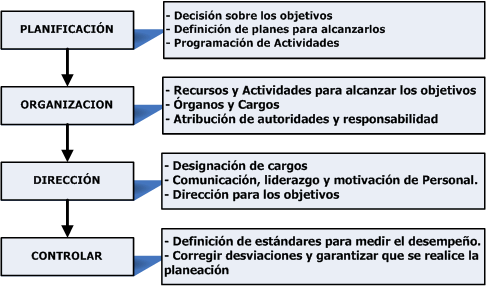 PLANIFICACIÓN
- Decisión sobre los objetivos
- Definición de planes para alcanzarlos
- Programación de Actividades
ORGANIZACION
- Recursos y Actividades para alcanzar los objetivos
- Órganos y Cargos
- Atribución de autoridades y responsabilidad
DIRECCIÓN
- Designación de cargos
- Comunicación, liderazgo y motivación de Personal.
- Dirección para los objetivos
CONTROLAR
- Definición de estándares para medir el desempeño.
- Corregir desviaciones y garantizar que se realice la
planeación